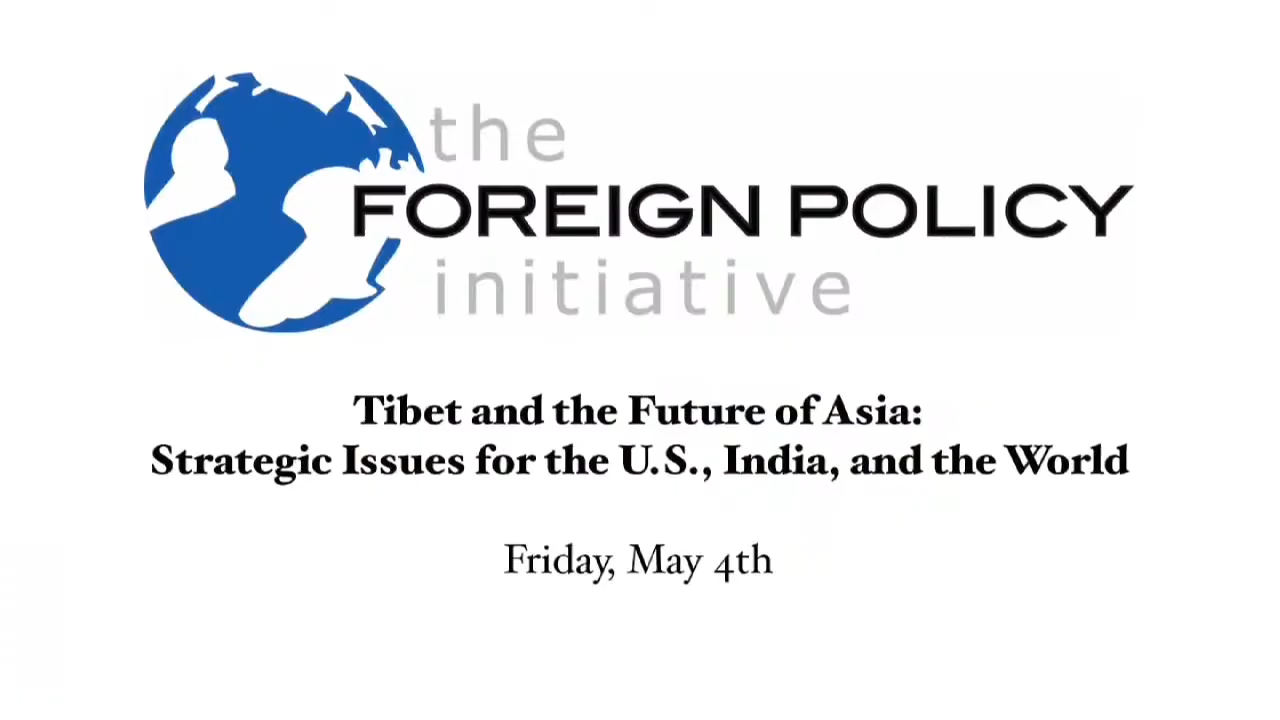 the
FOREIGN POLICY
initiative
Tibet and the Future of Asia:
Strategic Issues for the U.S., India, and the World
Friday, May 4th